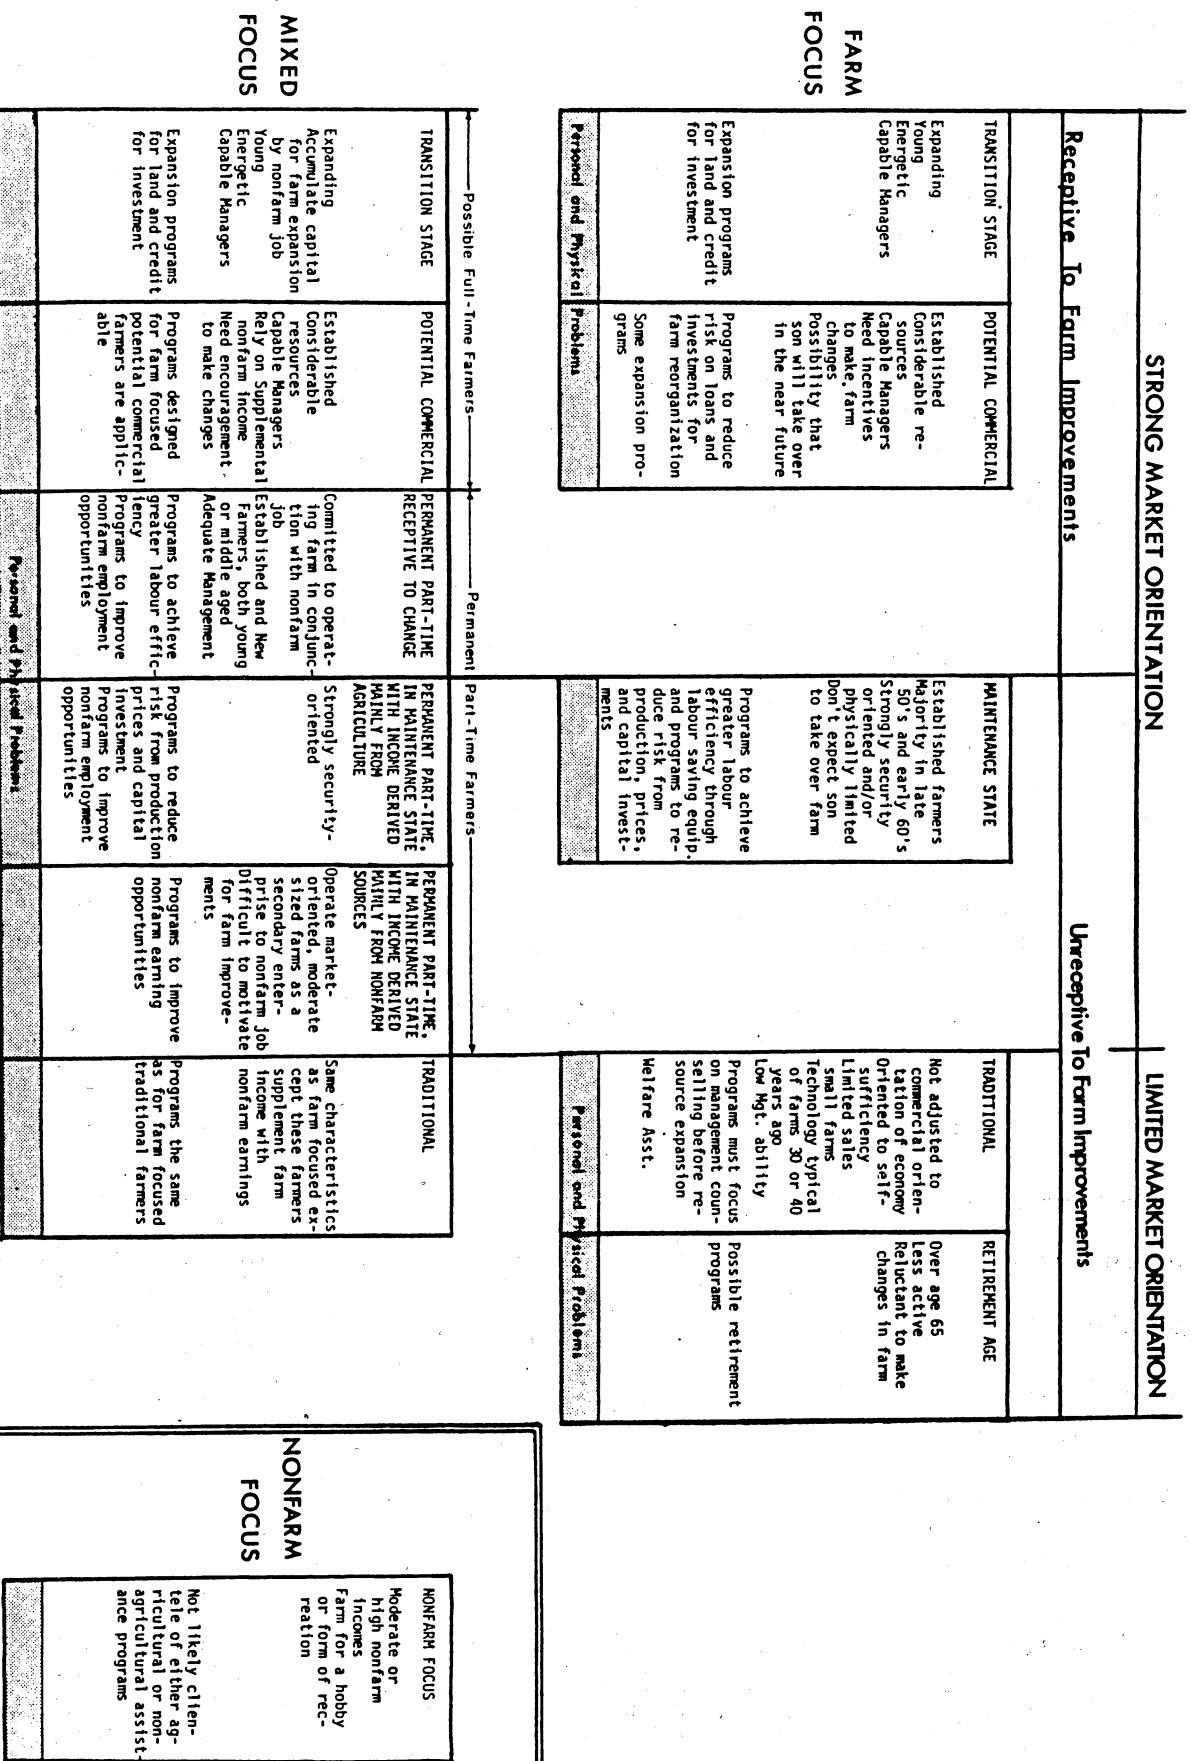 STRONG MARKET ORIENTATION
LIMITED MARKET ORIENTATION
Receptive To Farm Improvements
Unreceptive To Farm Improvements
FARM
FOCUS
TRANSITION STAGE
Expanding
Young
Energetic
Capable Managers
Expansion programs
for land and credit
for investment
POTENTIAL COMMERCIAL
Established
Considerable re-
sources
Capable Managers
Need incentives
to make farm
changes
Possibility that
son will take over
in the near future
Programs to reduce
risk on loans and
investments for
farm reorganization
Some expansion pro-
grams
Personal and Physical Problems
MAINTENANCE STATE
Established farmers
Majority in late
50's and early 60's
Strongly security
oriented and/or
physically limited
Don't expect son
to take over farm
Programs to achieve
greater labour
efficiency through
labour saving equip.
and programs to re-
duce risk from
production, prices,
and capital invest-
ments
TRADITIONAL
Not adjusted to
commercial orien-
tation of economy
Oriented to self-
sufficiency
Limited sales
small farms
Technology typical
of farms 30 or 40
years ago
Low Mgt. ability
Programs must focus
on management coun-
selling before re-
source expansion
Welfare Asst.
RETIREMENT AGE
Over age 65
Less active
Reluctant to make
changes in farm
Possible retirement
programs
Personal and Physical Problems
Possible Full-Time Farmers
Permanent Part-Time Farmers
MIXED
FOCUS
TRANSITION STAGE
Expanding
Accumulate capital
for farm expansion
by nonfarm job
Young
Energetic
Capable Managers
Expansion programs
for land and credit
for investment
POTENTIAL COMMERCIAL
Established
Considerable
resources
Capable Managers
Rely on Supplemental
nonfarm income
Need encouragement
to make changes
Programs designed
for farm focused
potential commercial
farmers are applic-
able
PERMANENT PART-TIME
RECEPTIVE TO CHANGE
Committed to operat-
ing farm in conjunc-
tion with nonfarm
job
Established and New
Farmers, both young
or middle aged
Adequate Management
Programs to achieve
greater labour effic-
iency
Programs to improve
nonfarm employment
opportunities
PERMANENT PART-TIME,
IN MAINTENANCE STATE
WITH INCOME DERIVED
MAINLY FROM
AGRICULTURE
Strongly security-
oriented
Programs to reduce
risk from production
prices and capital
investment
Programs to improve
nonfarm employment
opportunities
PERMANENT PART-TIME,
IN MAINTENANCE STATE
WITH INCOME DERIVED
MAINLY FROM NONFARM
SOURCES
Operate market-
oriented, moderate
sized farms as a
secondary enter-
prise to nonfarm job
Difficult to motivate
for farm improve-
ments
Programs to improve
nonfarm earning
opportunities
TRADITIONAL
Same characteristics
as farm focused ex-
cept these farmers
supplement farm
income with
nonfarm earnings
Programs the same
as for farm focused
traditional farmers
Personal and Physical Problems
NONFARM
FOCUS
NONFARM FOCUS
Moderate or
high nonfarm
incomes
Farm for a hobby
or form of rec-
reation
Not likely clien-
tele of either ag-
ricultural or non-
agricultural assist-
ance programs